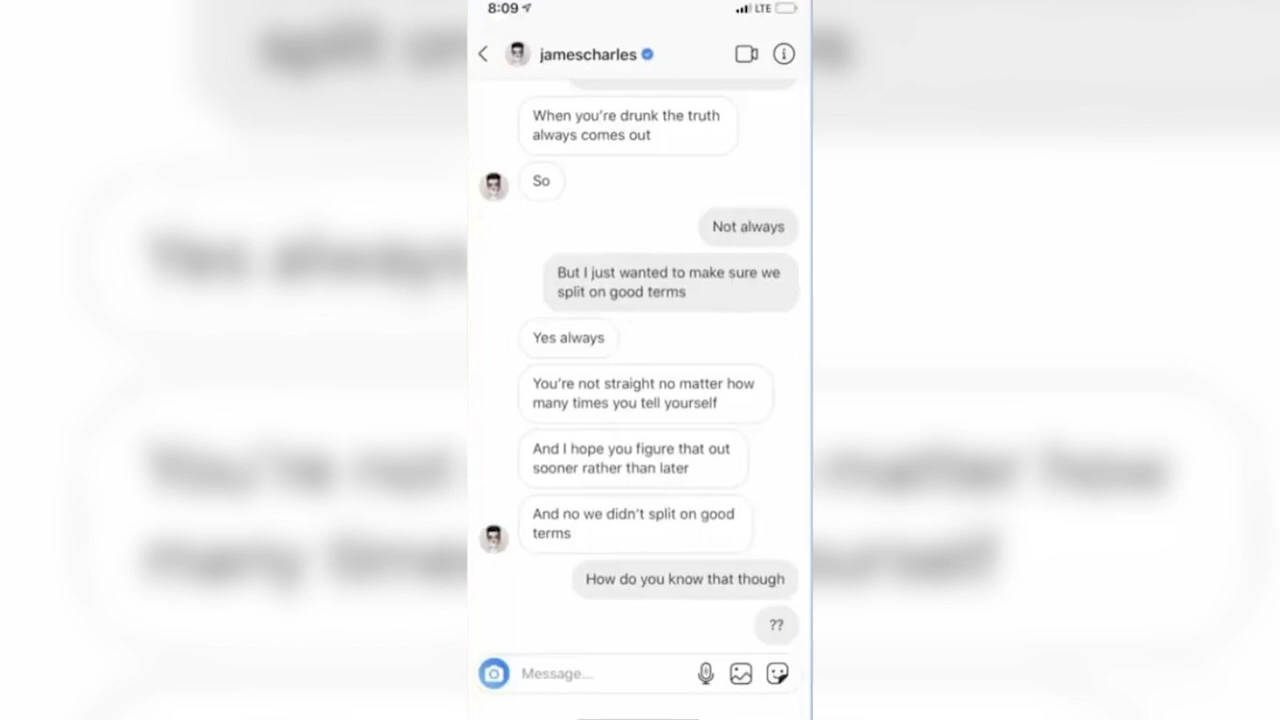 8:09
LTE
jamescharles
When you're drunk the truth
always comes out
So
Not always
But I just wanted to make sure we
split on good terms
Yes always
You're not straight no matter how
many times you tell yourself
And I hope you figure that out
sooner rather than later
And no we didn't split on good
terms
How do you know that though
??
Message...